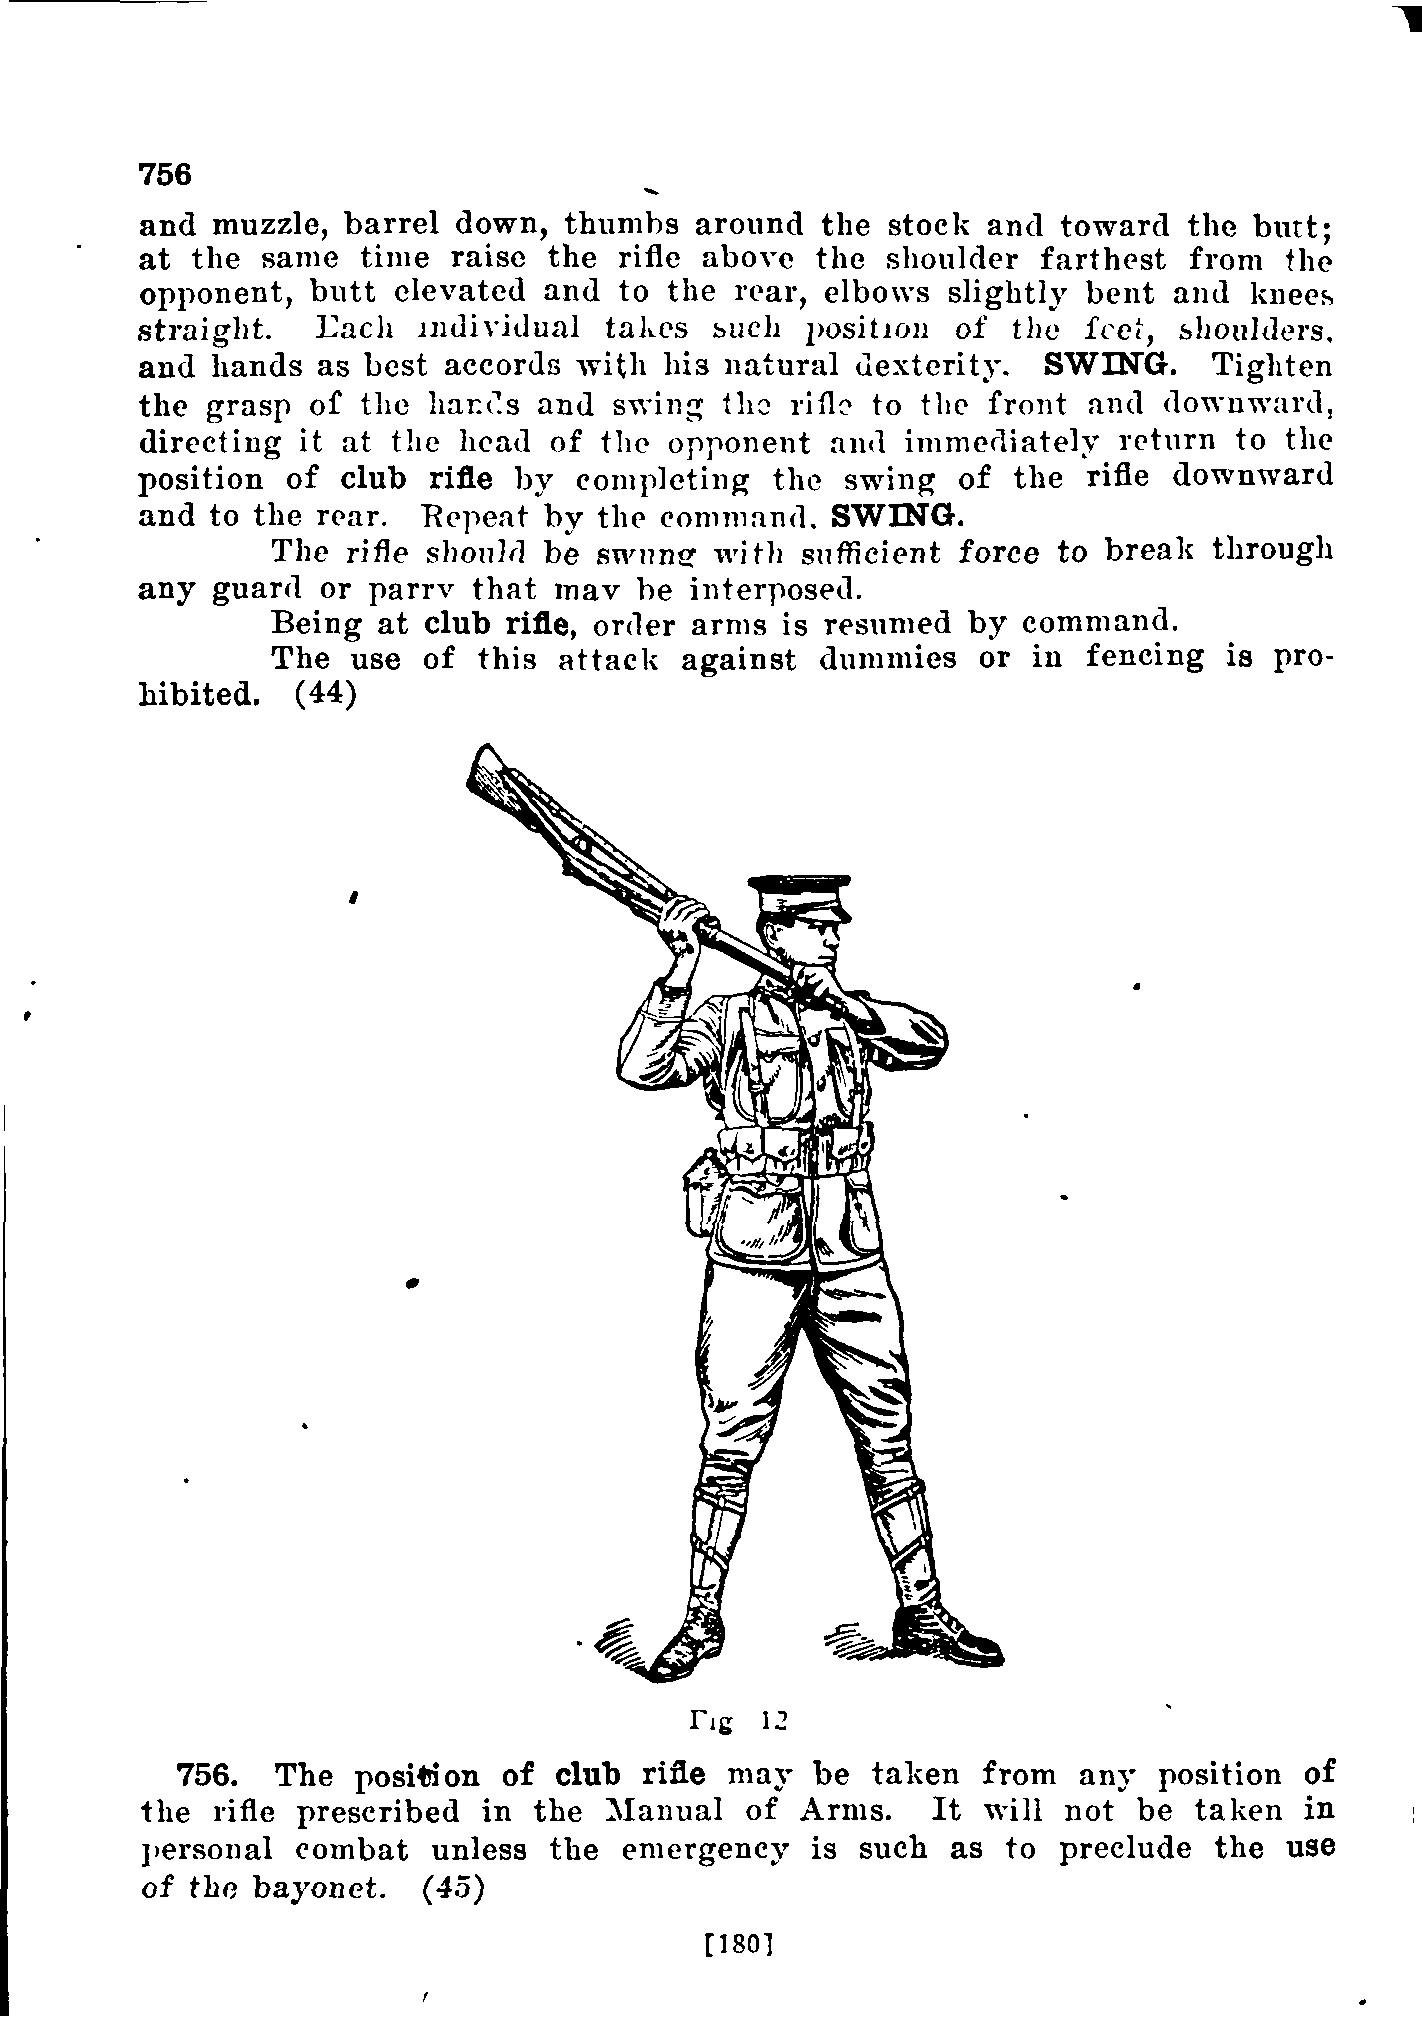 756
and muzzle, barrel down, thumbs around the stock and toward the butt;
at the same time raise the rifle above the shoulder farthest from the
opponent, butt elevated and to the rear, elbows slightly bent and knees
straight. Each individual takes such position of the feet, shoulders,
and hands as best accords with his natural dexterity. SWING. Tighten
the grasp of the hands and swing the rifle to the front and downward,
directing it at the head of the opponent and immediately return to the
position of club rifle by completing the swing of the rifle downward
and to the rear. Repeat by the command, SWING.
The rifle should be swung with sufficient force to break through
any guard or parry that may be interposed.
Being at club rifle, order arms is resumed by command.
The use of this attack against dummies or in fencing is pro-
hibited. (44)
Fig 12
756. The position of club rifle may be taken from any position of
the rifle prescribed in the Manual of Arms. It will not be taken in
personal combat unless the emergency is such as to preclude the use
of the bayonet. (45)
[180]